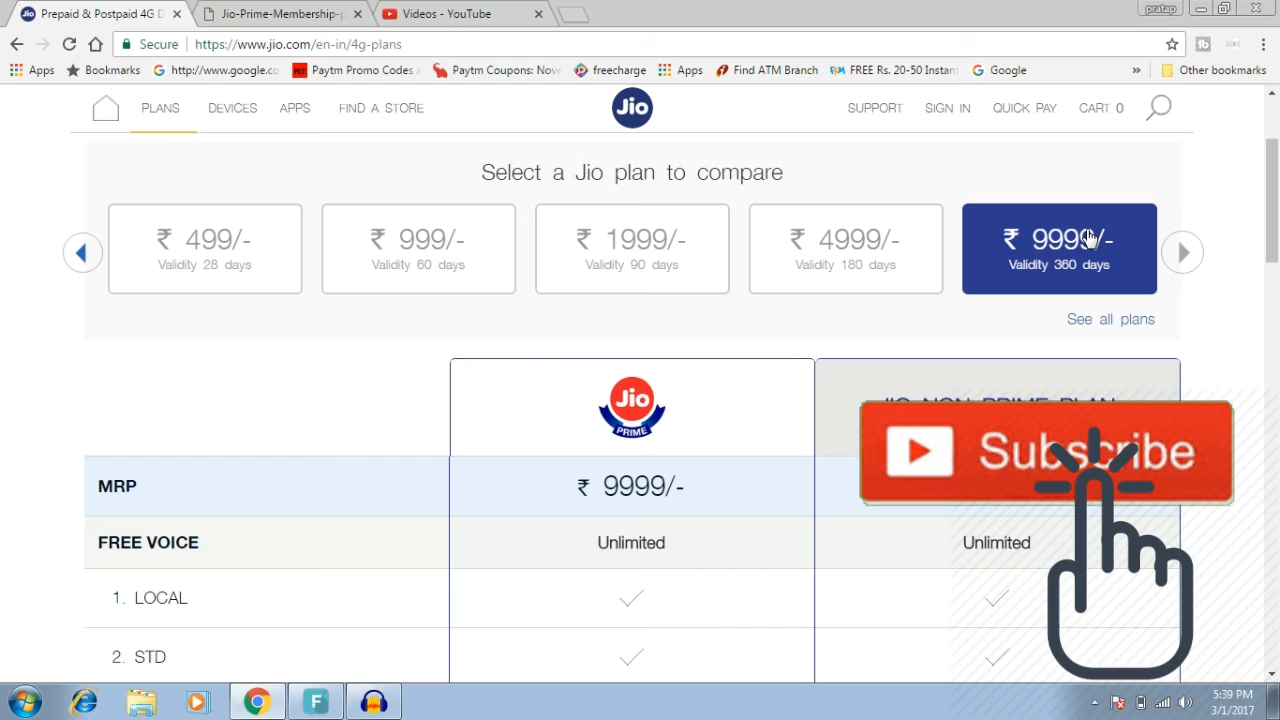 Prepaid & Postpaid 4G D
Jio-Prime-Membership-p
Videos - YouTube
pratap
Secure
https://www.jio.com/en-in/4g-plans
Apps
Bookmarks
http://www.google.co
Paytm Promo Codes a
Paytm Coupons: Nove
freecharge
Apps
Find ATM Branch
FREE Rs. 20-50 Instan
Google
Other bookmarks
PLANS
DEVICES
APPS
FIND A STORE
Jio
SUPPORT
SIGN IN
QUICK PAY
CART 0
Select a Jio plan to compare
₹ 499/-
Validity 28 days
₹ 999/-
Validity 60 days
₹ 1999/-
Validity 90 days
₹ 4999/-
Validity 180 days
₹ 9999/-
Validity 360 days
See all plans
Jio
PRIME
JIO NON PRIME PLAN
Subscribe
MRP
₹ 9999/-
FREE VOICE
Unlimited
Unlimited
1. LOCAL
2. STD
5:39 PM
3/1/2017